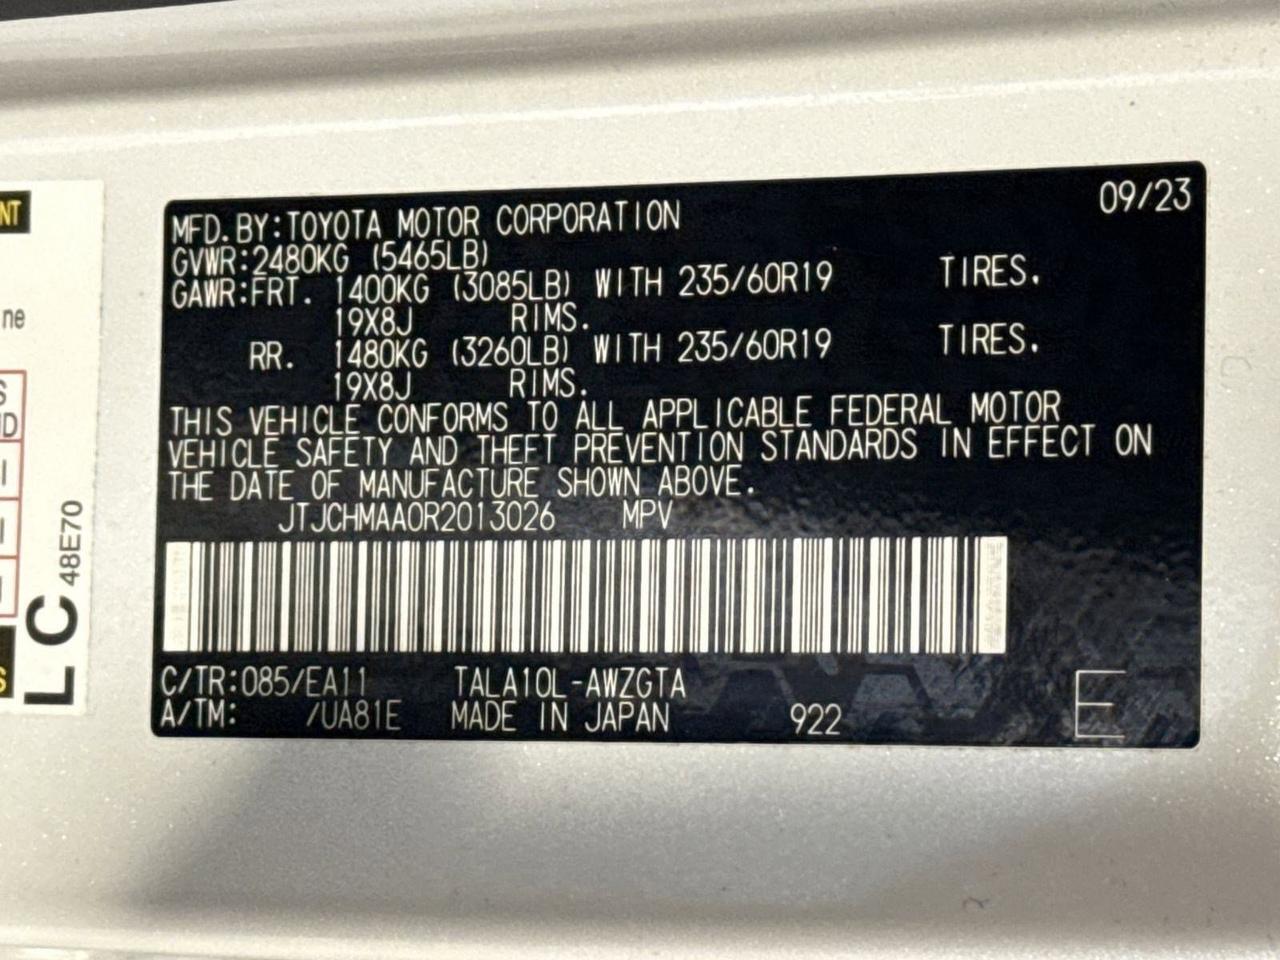 MFD. BY: TOYOTA MOTOR CORPORATION 09/23
GVWR: 2480KG (5465LB)
GAWR: FRT. 1400KG (3085LB) WITH 235/60R19 TIRES.
19X8J RIMS.
RR. 1480KG (3260LB) WITH 235/60R19 TIRES.
19X8J RIMS.
THIS VEHICLE CONFORMS TO ALL APPLICABLE FEDERAL MOTOR
VEHICLE SAFETY AND THEFT PREVENTION STANDARDS IN EFFECT ON
THE DATE OF MANUFACTURE SHOWN ABOVE.
JTJCHMAA0R2013026 MPV
C/TR: 085/EA11 TALA10L-AWZGTA
A/TM: /UA81E MADE IN JAPAN 922 E
NT
ne
S
ID
LC 48E70
S